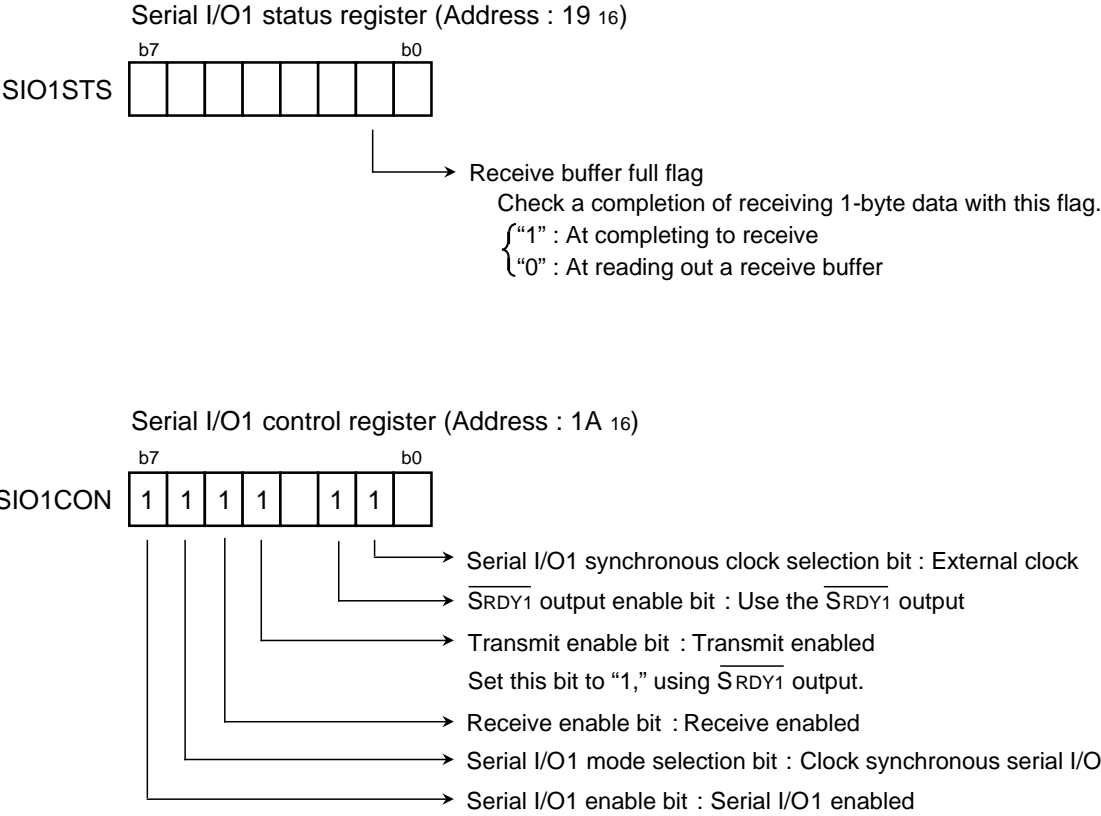 Serial I/O1 status register (Address : 19 16)
b7 b0
SIO1STS
Receive buffer full flag
Check a completion of receiving 1-byte data with this flag.
“1” : At completing to receive
“0” : At reading out a receive buffer
Serial I/O1 control register (Address : 1A 16)
b7 b0
SIO1CON 1 1 1 1 1 1
Serial I/O1 synchronous clock selection bit : External clock
SRDY1 output enable bit : Use the SRDY1 output
Transmit enable bit : Transmit enabled
Set this bit to “1,” using SRDY1 output.
Receive enable bit : Receive enabled
Serial I/O1 mode selection bit : Clock synchronous serial I/O
Serial I/O1 enable bit : Serial I/O1 enabled